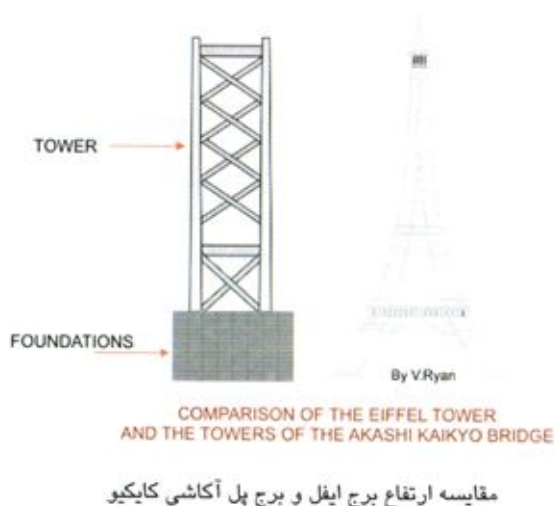 TOWER
FOUNDATIONS
By V.Ryan
COMPARISON OF THE EIFFEL TOWER
AND THE TOWERS OF THE AKASHI KAIKYO BRIDGE
مقایسه ارتفاع برج ایفل و برج پل آکاشی کایکیو